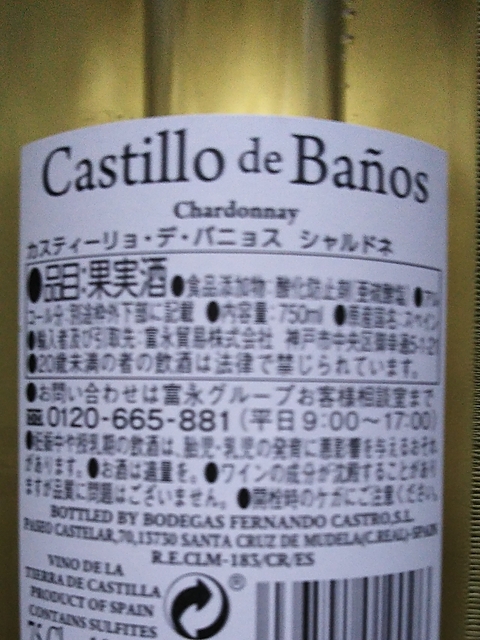 Castillo de Baños
Chardonnay
カスティーリョ・デ・バニョス シャルドネ
●品目:果実酒 ●食品添加物:酸化防止剤(亜硫酸塩) ●アル
コール分:別途枠外下部に記載 ●内容量:750ml ●原産国名:スペイン
●輸入者及び引取先:富永貿易株式会社 神戸市中央区御幸通5-1-21
●20歳未満の者の飲酒は法律で禁じられています。
●お問い合わせは富永グループお客様相談室まで
0120-665-881 (平日9:00〜17:00)
●妊娠中や授乳期の飲酒は、胎児・乳児の発育に悪影響を与えるおそれ
があります。●お酒は適量を。●ワインの成分が沈殿することがあり
ますが品質に問題はございません。●開栓時のケガにご注意ください。
BOTTLED BY BODEGAS FERNANDO CASTRO,S.L.
PASEO CASTELAR,70,13730 SANTA CRUZ DE MUDELA(C.REAL)-SPAIN
R.E.CLM-183/CR/ES
VINO DE LA
TIERRA DE CASTILLA
PRODUCT OF SPAIN
CONTAINS SULFITES
75 Cl
®